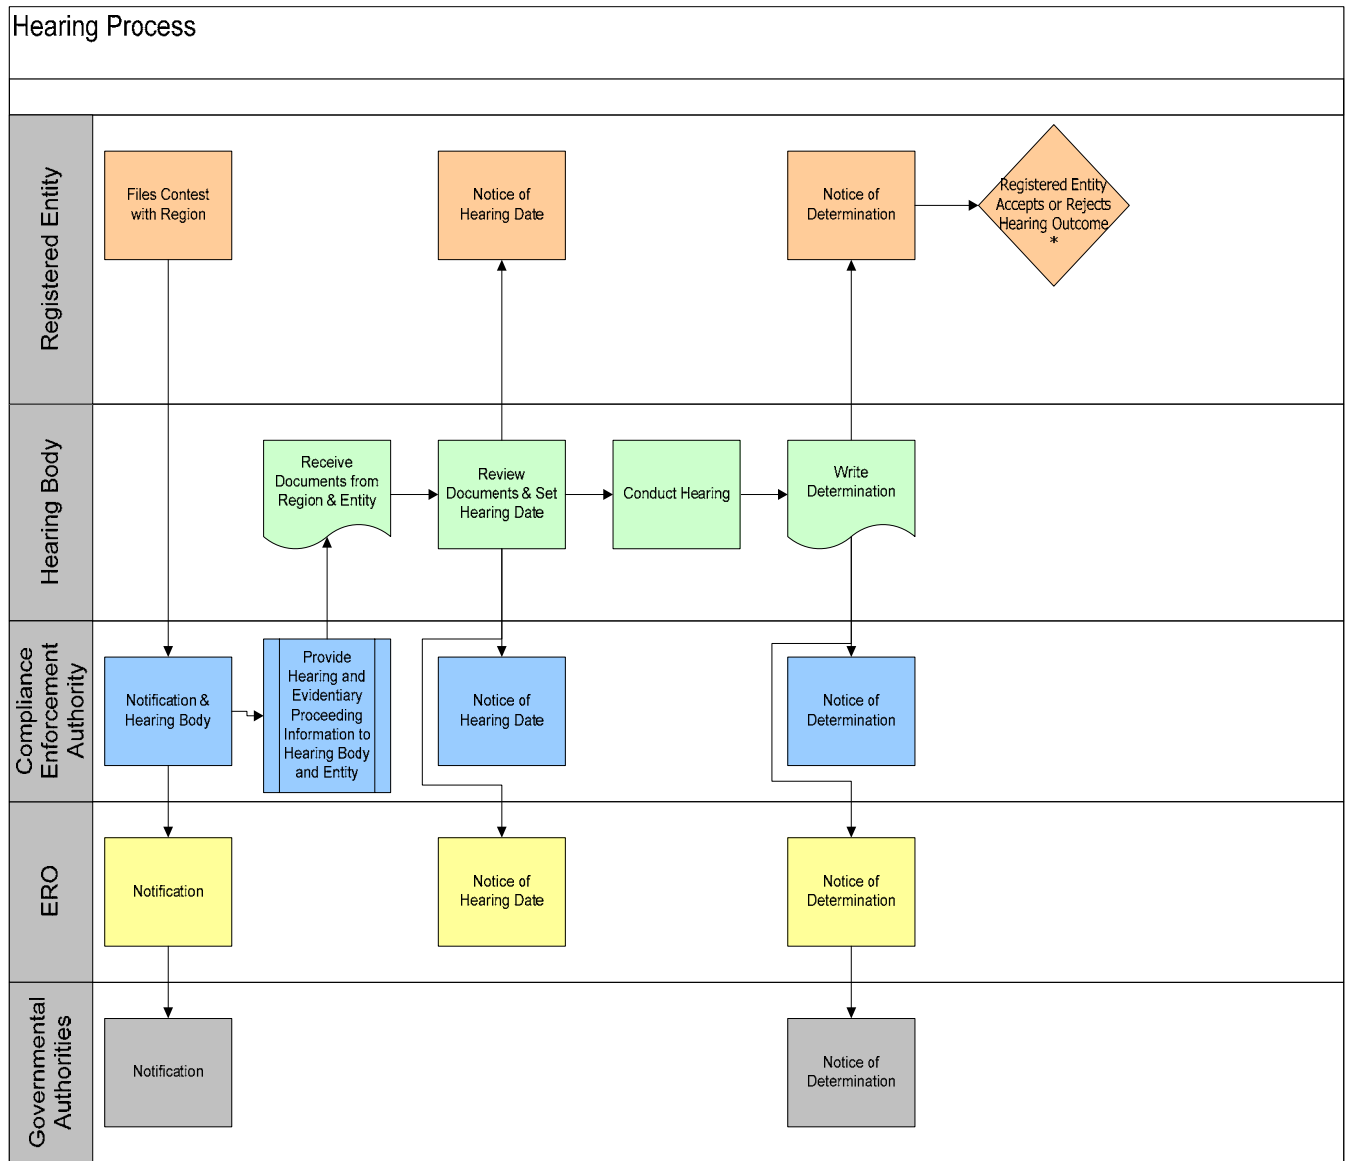 Hearing Process
Registered Entity
Files Contest
with Region
Notice of
Hearing Date
Notice of
Determination
Registered Entity
Accepts or Rejects
Hearing Outcome
*
Hearing Body
Receive
Documents from
Region & Entity
Review
Documents & Set
Hearing Date
Conduct Hearing
Write
Determination
Compliance
Enforcement
Authority
Notification &
Hearing Body
Provide
Hearing and
Evidentiary
Proceeding
Information to
Hearing Body
and Entity
Notice of
Hearing Date
Notice of
Determination
ERO
Notification
Notice of
Hearing Date
Notice of
Determination
Governmental
Authorities
Notification
Notice of
Determination